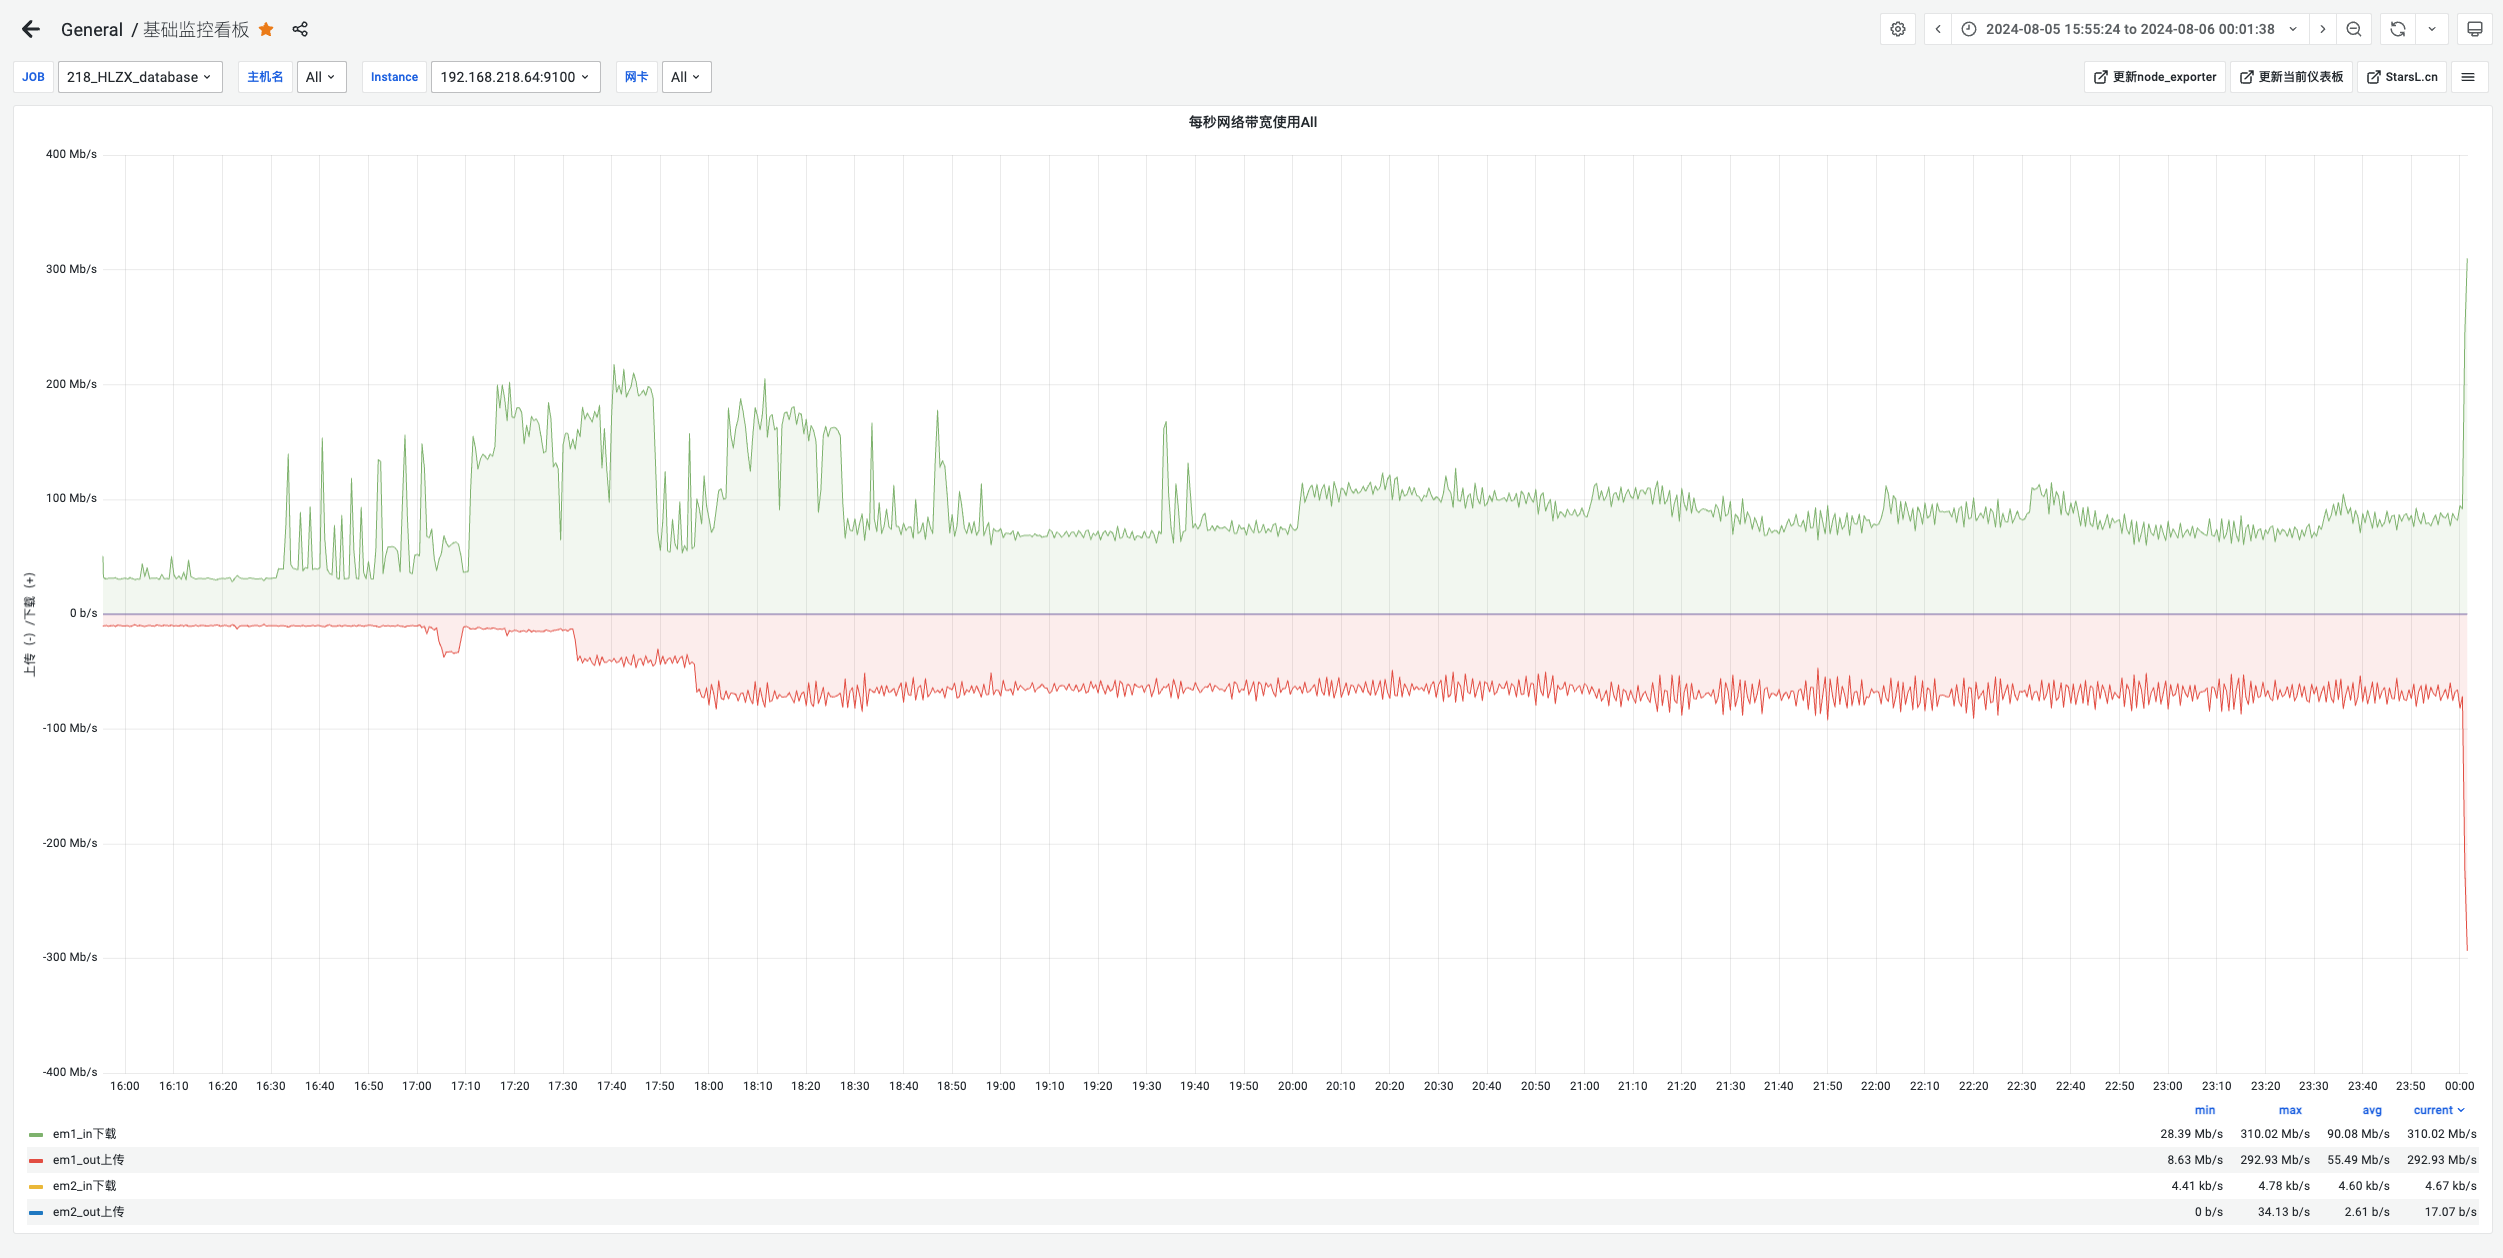 General / 基础监控看板
2024-08-05 15:55:24 to 2024-08-06 00:01:38
JOB 218_HLZX_database 主机名 All Instance 192.168.218.64:9100 网卡 All
更新node_exporter 更新当前仪表板 StarsL.cn
每秒网络带宽使用All
400 Mb/s
300 Mb/s
200 Mb/s
100 Mb/s
0 b/s
-100 Mb/s
-200 Mb/s
-300 Mb/s
-400 Mb/s
上传 (-) /下载 (+)
16:00 16:10 16:20 16:30 16:40 16:50 17:00 17:10 17:20 17:30 17:40 17:50 18:00 18:10 18:20 18:30 18:40 18:50 19:00 19:10 19:20 19:30 19:40 19:50 20:00 20:10 20:20 20:30 20:40 20:50 21:00 21:10 21:20 21:30 21:40 21:50 22:00 22:10 22:20 22:30 22:40 22:50 23:00 23:10 23:20 23:30 23:40 23:50 00:00
min max avg current
em1_in下载 28.39 Mb/s 310.02 Mb/s 90.08 Mb/s 310.02 Mb/s
em1_out上传 8.63 Mb/s 292.93 Mb/s 55.49 Mb/s 292.93 Mb/s
em2_in下载 4.41 kb/s 4.78 kb/s 4.60 kb/s 4.67 kb/s
em2_out上传 0 b/s 34.13 b/s 2.61 b/s 17.07 b/s